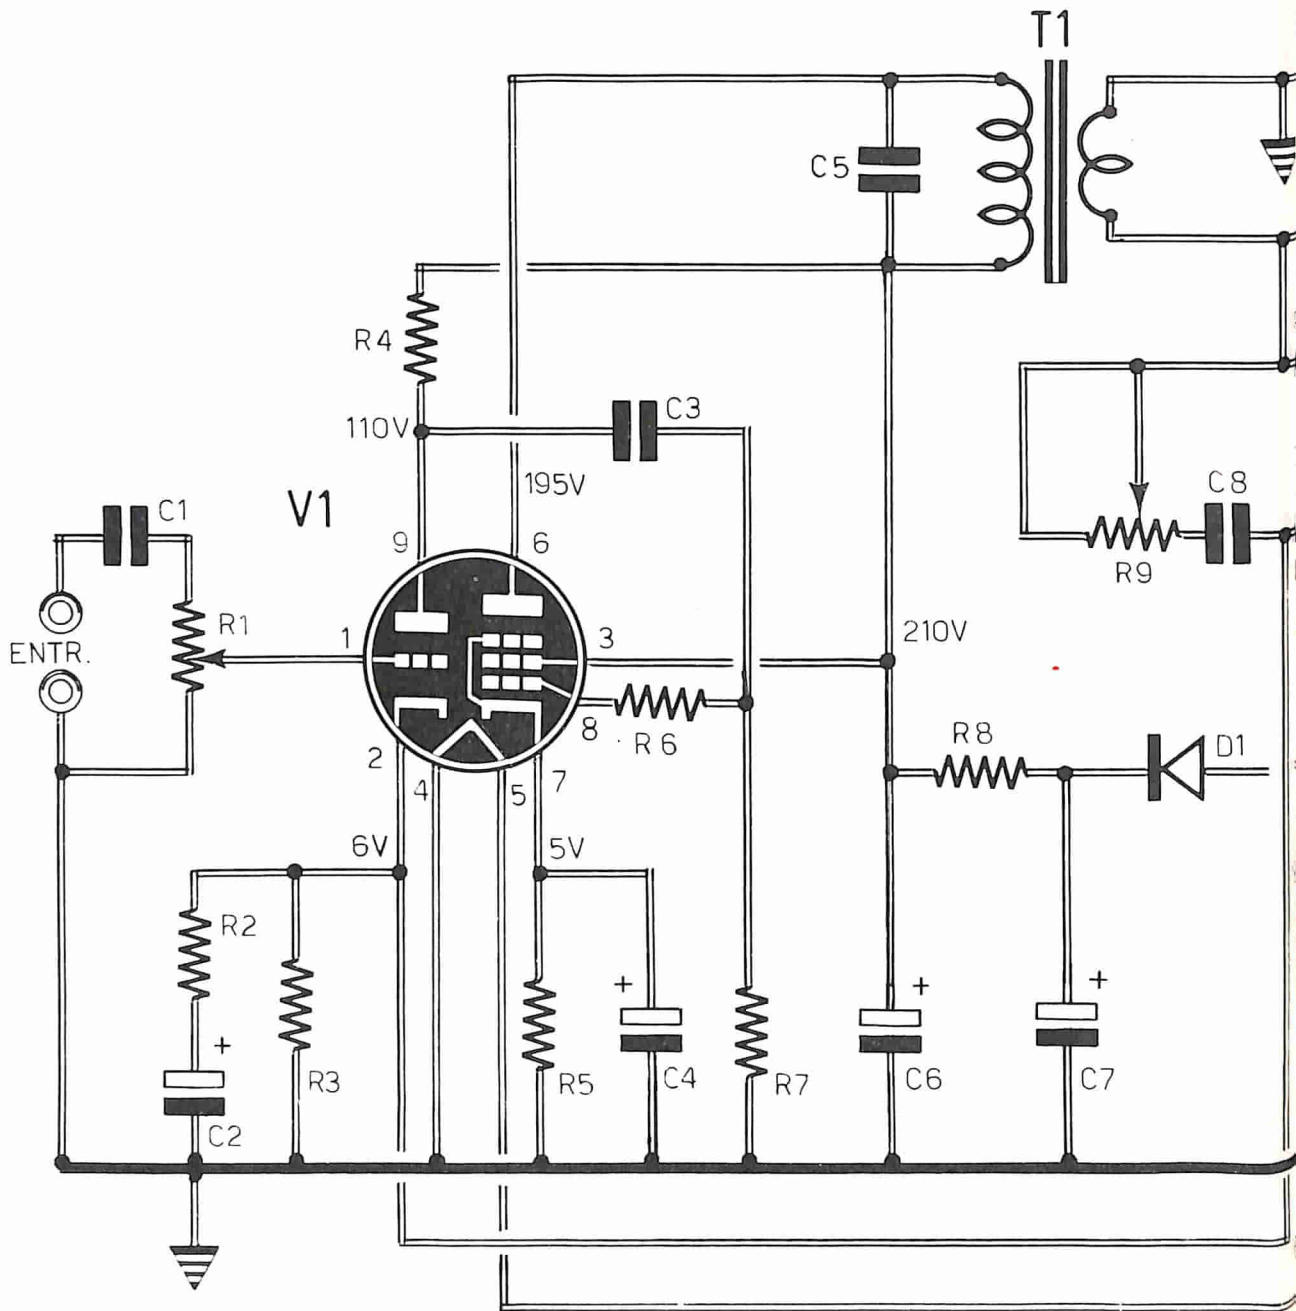 T1
C5
R4
110V
C3
195V
V1
C1
C8
9
6
R9
R1
1
3
210V
ENTR.
8
R6
2
R8
D1
4
5
7
6V
5V
R2
+
+
+
+
R3
R5
C4
R7
C6
C7
C2